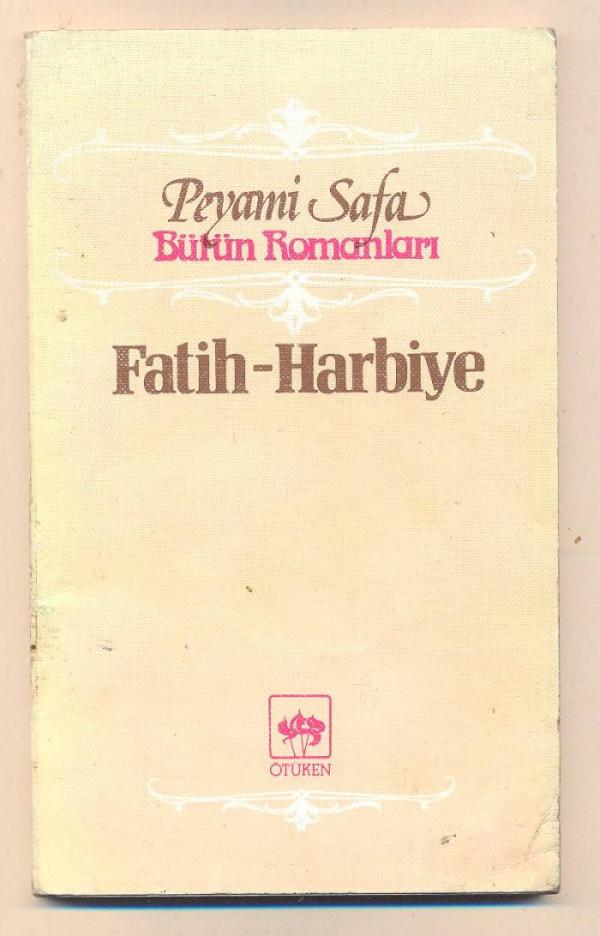 Peyami Safa
Bütün Romanları
Fatih-Harbiye
ÖTÜKEN